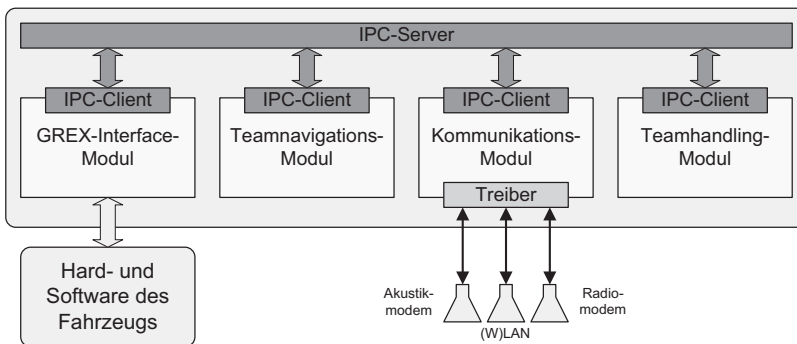 IPC-Server
IPC-Client
IPC-Client
IPC-Client
IPC-Client
GREX-Interface-
Modul
Teamnavigations-
Modul
Kommunikations-
Modul
Teamhandling-
Modul
Treiber
Hard- und
Software des
Fahrzeugs
Akustik-
modem
(W)LAN
Radio-
modem